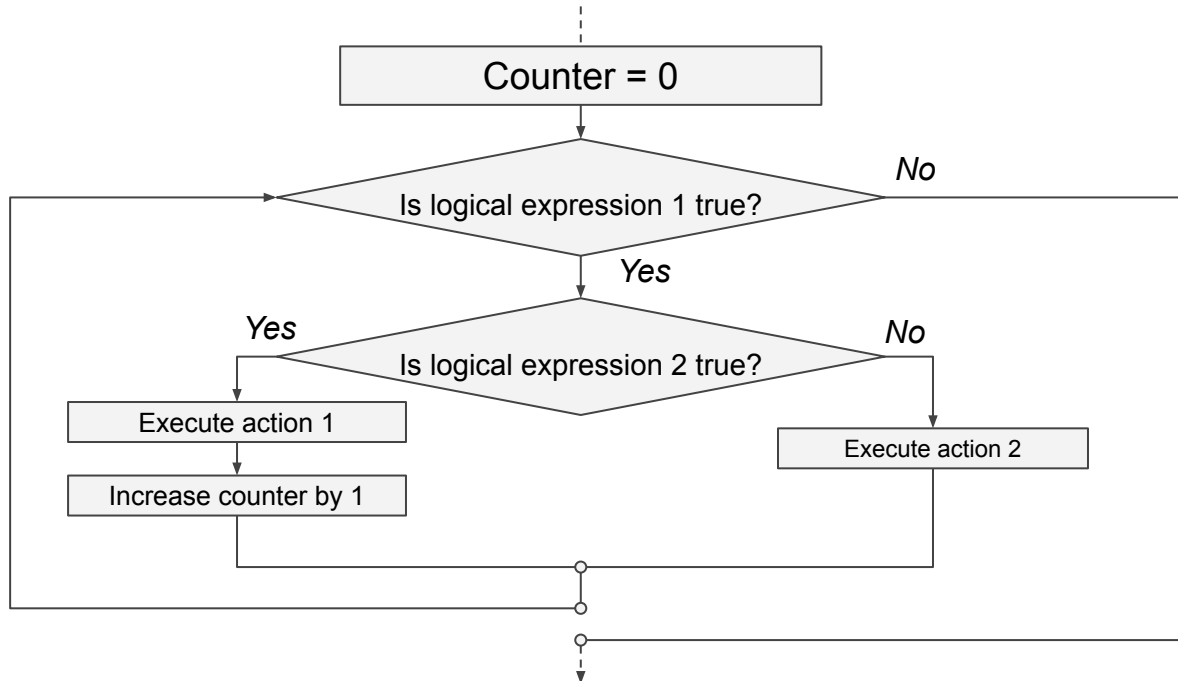 Counter = 0
No
Is logical expression 1 true?
Yes
Yes
No
Is logical expression 2 true?
Execute action 1
Execute action 2
Increase counter by 1